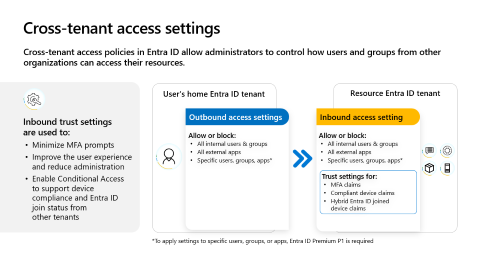 Cross-tenant access settings
Cross-tenant access policies in Entra ID allow administrators to control how users and groups from other
organizations can access their resources.
Inbound trust settings
are used to:
• Minimize MFA prompts
• Improve the user experience
and reduce administration
• Enable Conditional Access
to support device
compliance and Entra ID
join status from
other tenants
User's home Entra ID tenant
Outbound access settings
Allow or block:
• All internal users & groups
• All external apps
• Specific users, groups, apps*
Resource Entra ID tenant
Inbound access setting
Allow or block:
• All internal users & groups
• All external apps
• Specific users, groups, apps*
Trust settings for:
• MFA claims
• Compliant device claims
• Hybrid Entra ID joined
device claims
*To apply settings to specific users, groups, or apps, Entra ID Premium P1 is required